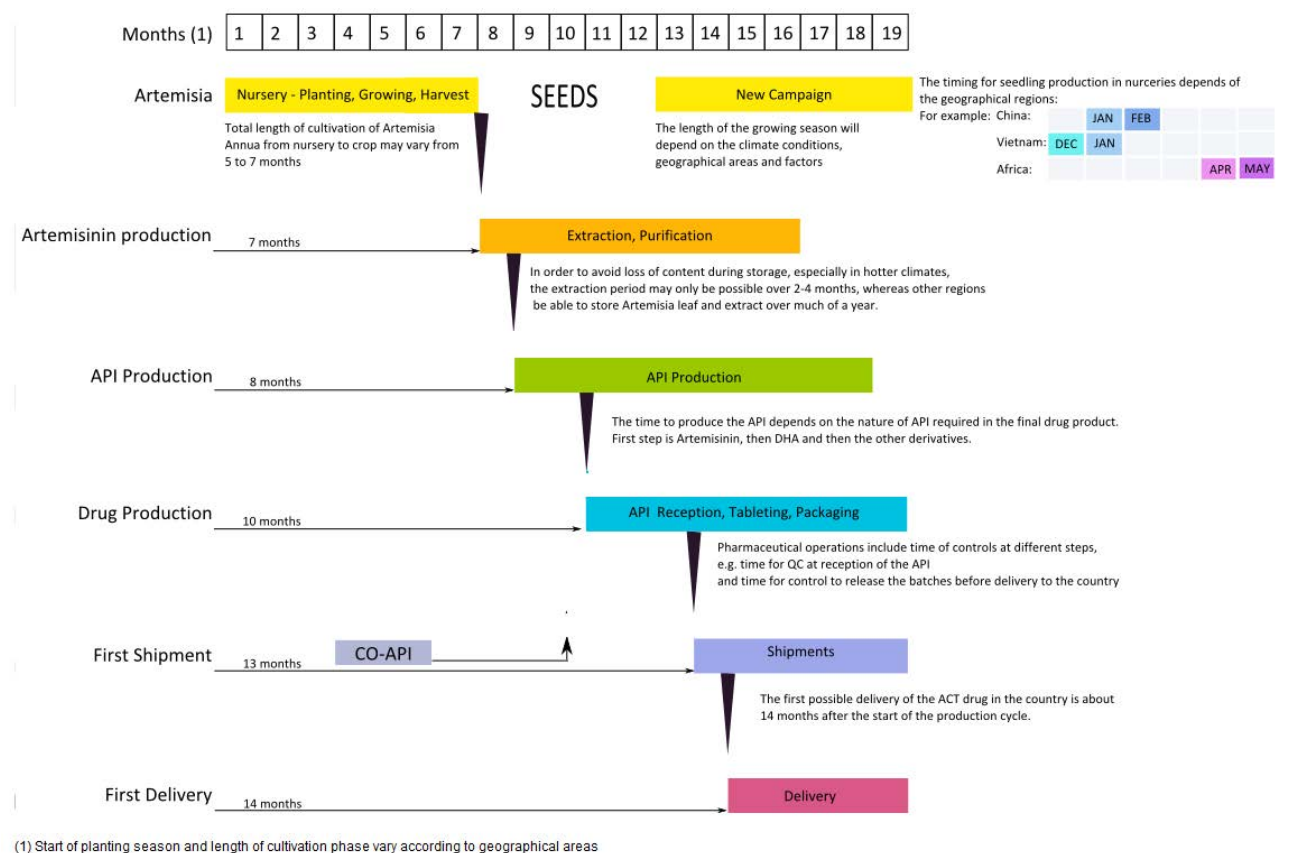 Months (1) 1 2 3 4 5 6 7 8 9 10 11 12 13 14 15 16 17 18 19
Artemisia
Nursery - Planting, Growing, Harvest
SEEDS
New Campaign
Total length of cultivation of Artemisia
Annua from nursery to crop may vary from
5 to 7 months
The length of the growing season will
depend on the climate conditions,
geographical areas and factors
The timing for seedling production in nurceries depends of
the geographical regions:
For example: China: JAN FEB
Vietnam: DEC JAN
Africa: APR MAY
Artemisinin production
7 months
Extraction, Purification
In order to avoid loss of content during storage, especially in hotter climates,
the extraction period may only be possible over 2-4 months, whereas other regions
be able to store Artemisia leaf and extract over much of a year.
API Production
8 months
API Production
The time to produce the API depends on the nature of API required in the final drug product.
First step is Artemisinin, then DHA and then the other derivatives.
Drug Production
10 months
API Reception, Tableting, Packaging
Pharmaceutical operations include time of controls at different steps,
e.g. time for QC at reception of the API
and time for control to release the batches before delivery to the country
First Shipment
13 months
CO-API
Shipments
The first possible delivery of the ACT drug in the country is about
14 months after the start of the production cycle.
First Delivery
14 months
Delivery
(1) Start of planting season and length of cultivation phase vary according to geographical areas